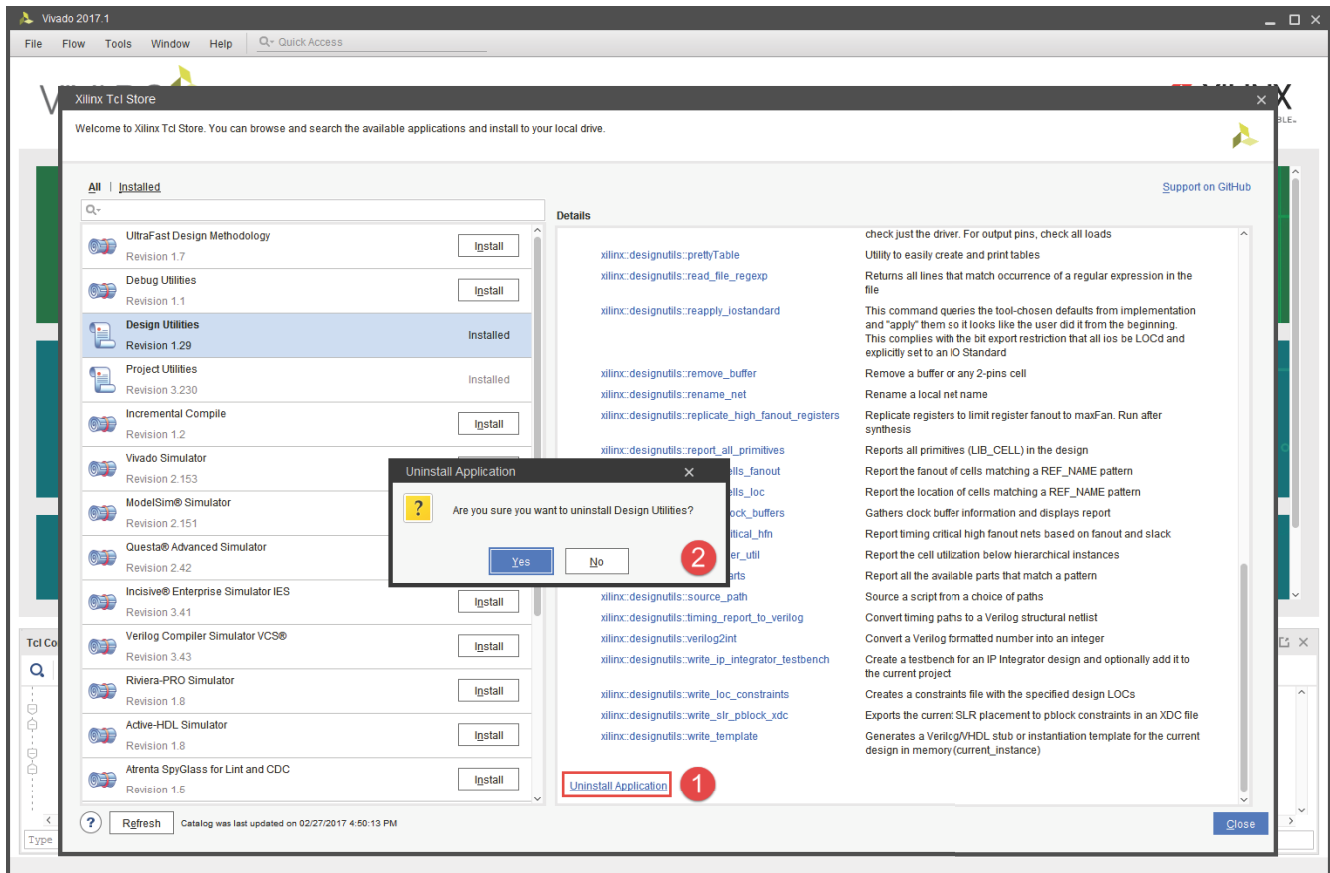 Vivado 2017.1
File Flow Tools Window Help Quick Access
Xilinx Tcl Store
Welcome to Xilinx Tcl Store. You can browse and search the available applications and install to your local drive.
All | Installed
Support on GitHub
UltraFast Design Methodology
Revision 1.7
Install
Debug Utilities
Revision 1.1
Install
Design Utilities
Revision 1.29
Installed
Project Utilities
Revision 3.230
Installed
Incremental Compile
Revision 1.2
Install
Vivado Simulator
Revision 2.153
ModelSim® Simulator
Revision 2.151
Questa® Advanced Simulator
Revision 2.42
Incisive® Enterprise Simulator IES
Revision 3.41
Install
Verilog Compiler Simulator VCS®
Revision 3.43
Install
Riviera-PRO Simulator
Revision 1.8
Install
Active-HDL Simulator
Revision 1.8
Install
Atrenta SpyGlass for Lint and CDC
Revision 1.5
Install
Details
check just the driver. For output pins, check all loads
xilinx::designutils::prettyTable Utility to easily create and print tables
xilinx::designutils::read_file_regexp Returns all lines that match occurrence of a regular expression in the
file
xilinx::designutils::reapply_iostandard This command queries the tool-chosen defaults from implementation
and "apply" them so it looks like the user did it from the beginning.
This complies with the bit export restriction that all ios be LOCd and
explicitly set to an IO Standard
xilinx::designutils::remove_buffer Remove a buffer or any 2-pins cell
xilinx::designutils::rename_net Rename a local net name
xilinx::designutils::replicate_high_fanout_registers Replicate registers to limit register fanout to maxFan. Run after
synthesis
xilinx::designutils::report_all_primitives Reports all primitives (LIB_CELL) in the design
ells_fanout Report the fanout of cells matching a REF_NAME pattern
ells_loc Report the location of cells matching a REF_NAME pattern
ock_buffers Gathers clock buffer information and displays report
itical_hfn Report timing critical high fanout nets based on fanout and slack
er_util Report the cell utilization below hierarchical instances
arts Report all the available parts that match a pattern
xilinx::designutils::source_path Source a script from a choice of paths
xilinx::designutils::timing_report_to_verilog Convert timing paths to a Verilog structural netlist
xilinx::designutils::verilog2int Convert a Verilog formatted number into an integer
xilinx::designutils::write_ip_integrator_testbench Create a testbench for an IP Integrator design and optionally add it to
the current project
xilinx::designutils::write_loc_constraints Creates a constraints file with the specified design LOCs
xilinx::designutils::write_slr_pblock_xdc Exports the current SLR placement to pblock constraints in an XDC file
xilinx::designutils::write_template Generates a Verilog/VHDL stub or instantiation template for the current
design in memory (current_instance)
Uninstall Application 1
Uninstall Application
Are you sure you want to uninstall Design Utilities?
Yes No 2
Tcl Co
Type
? Refresh Catalog was last updated on 02/27/2017 4:50:13 PM
Close